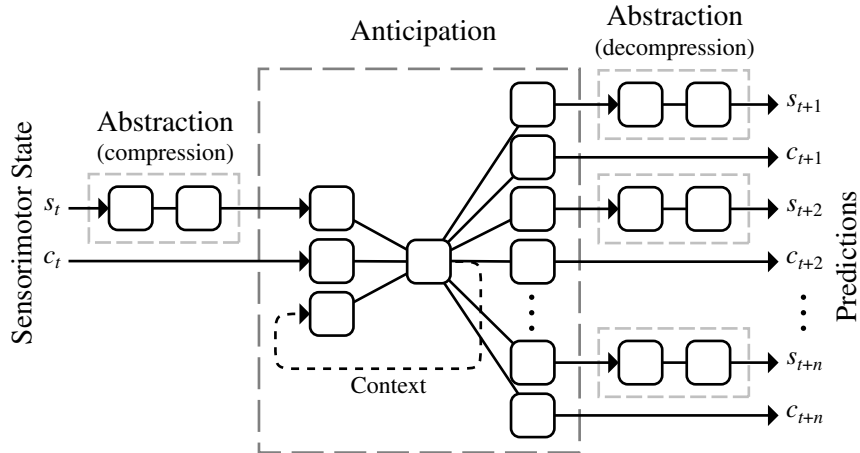 Abstraction
(decompression)
Anticipation
Abstraction
(compression)
Sensorimotor State
s_t
c_t
Context
s_{t+1}
c_{t+1}
s_{t+2}
c_{t+2}
s_{t+n}
c_{t+n}
Predictions